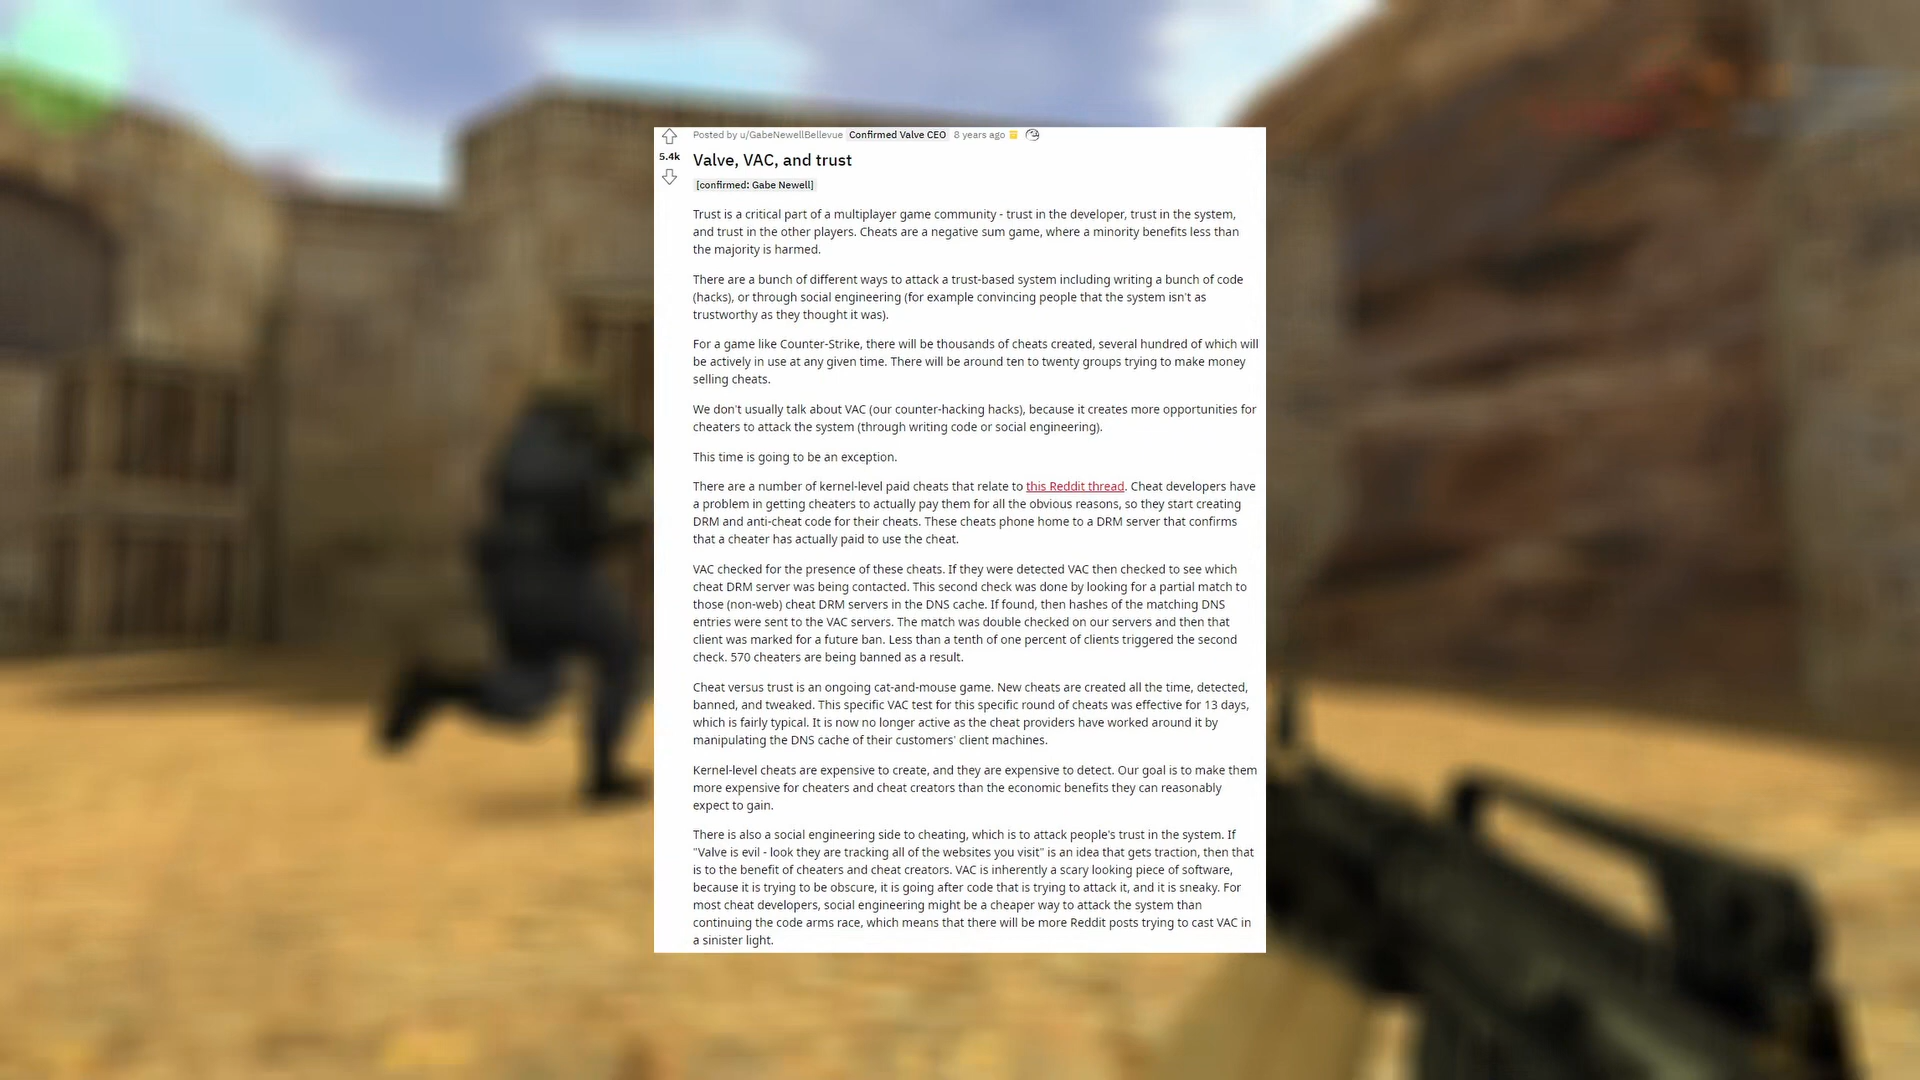 Posted by u/GabeNewellBellevue Confirmed Valve CEO 8 years ago
5.4k
Valve, VAC, and trust
[confirmed: Gabe Newell]
Trust is a critical part of a multiplayer game community - trust in the developer, trust in the system,
and trust in the other players. Cheats are a negative sum game, where a minority benefits less than
the majority is harmed.
There are a bunch of different ways to attack a trust-based system including writing a bunch of code
(hacks), or through social engineering (for example convincing people that the system isn't as
trustworthy as they thought it was).
For a game like Counter-Strike, there will be thousands of cheats created, several hundred of which will
be actively in use at any given time. There will be around ten to twenty groups trying to make money
selling cheats.
We don't usually talk about VAC (our counter-hacking hacks), because it creates more opportunities for
cheaters to attack the system (through writing code or social engineering).
This time is going to be an exception.
There are a number of kernel-level paid cheats that relate to this Reddit thread. Cheat developers have
a problem in getting cheaters to actually pay them for all the obvious reasons, so they start creating
DRM and anti-cheat code for their cheats. These cheats phone home to a DRM server that confirms
that a cheater has actually paid to use the cheat.
VAC checked for the presence of these cheats. If they were detected VAC then checked to see which
cheat DRM server was being contacted. This second check was done by looking for a partial match to
those (non-web) cheat DRM servers in the DNS cache. If found, then hashes of the matching DNS
entries were sent to the VAC servers. The match was double checked on our servers and then that
client was marked for a future ban. Less than a tenth of one percent of clients triggered the second
check. 570 cheaters are being banned as a result.
Cheat versus trust is an ongoing cat-and-mouse game. New cheats are created all the time, detected,
banned, and tweaked. This specific VAC test for this specific round of cheats was effective for 13 days,
which is fairly typical. It is now no longer active as the cheat providers have worked around it by
manipulating the DNS cache of their customers' client machines.
Kernel-level cheats are expensive to create, and they are expensive to detect. Our goal is to make them
more expensive for cheaters and cheat creators than the economic benefits they can reasonably
expect to gain.
There is also a social engineering side to cheating, which is to attack people's trust in the system. If
"Valve is evil - look they are tracking all of the websites you visit" is an idea that gets traction, then that
is to the benefit of cheaters and cheat creators. VAC is inherently a scary looking piece of software,
because it is trying to be obscure, it is going after code that is trying to attack it, and it is sneaky. For
most cheat developers, social engineering might be a cheaper way to attack the system than
continuing the code arms race, which means that there will be more Reddit posts trying to cast VAC in
a sinister light.